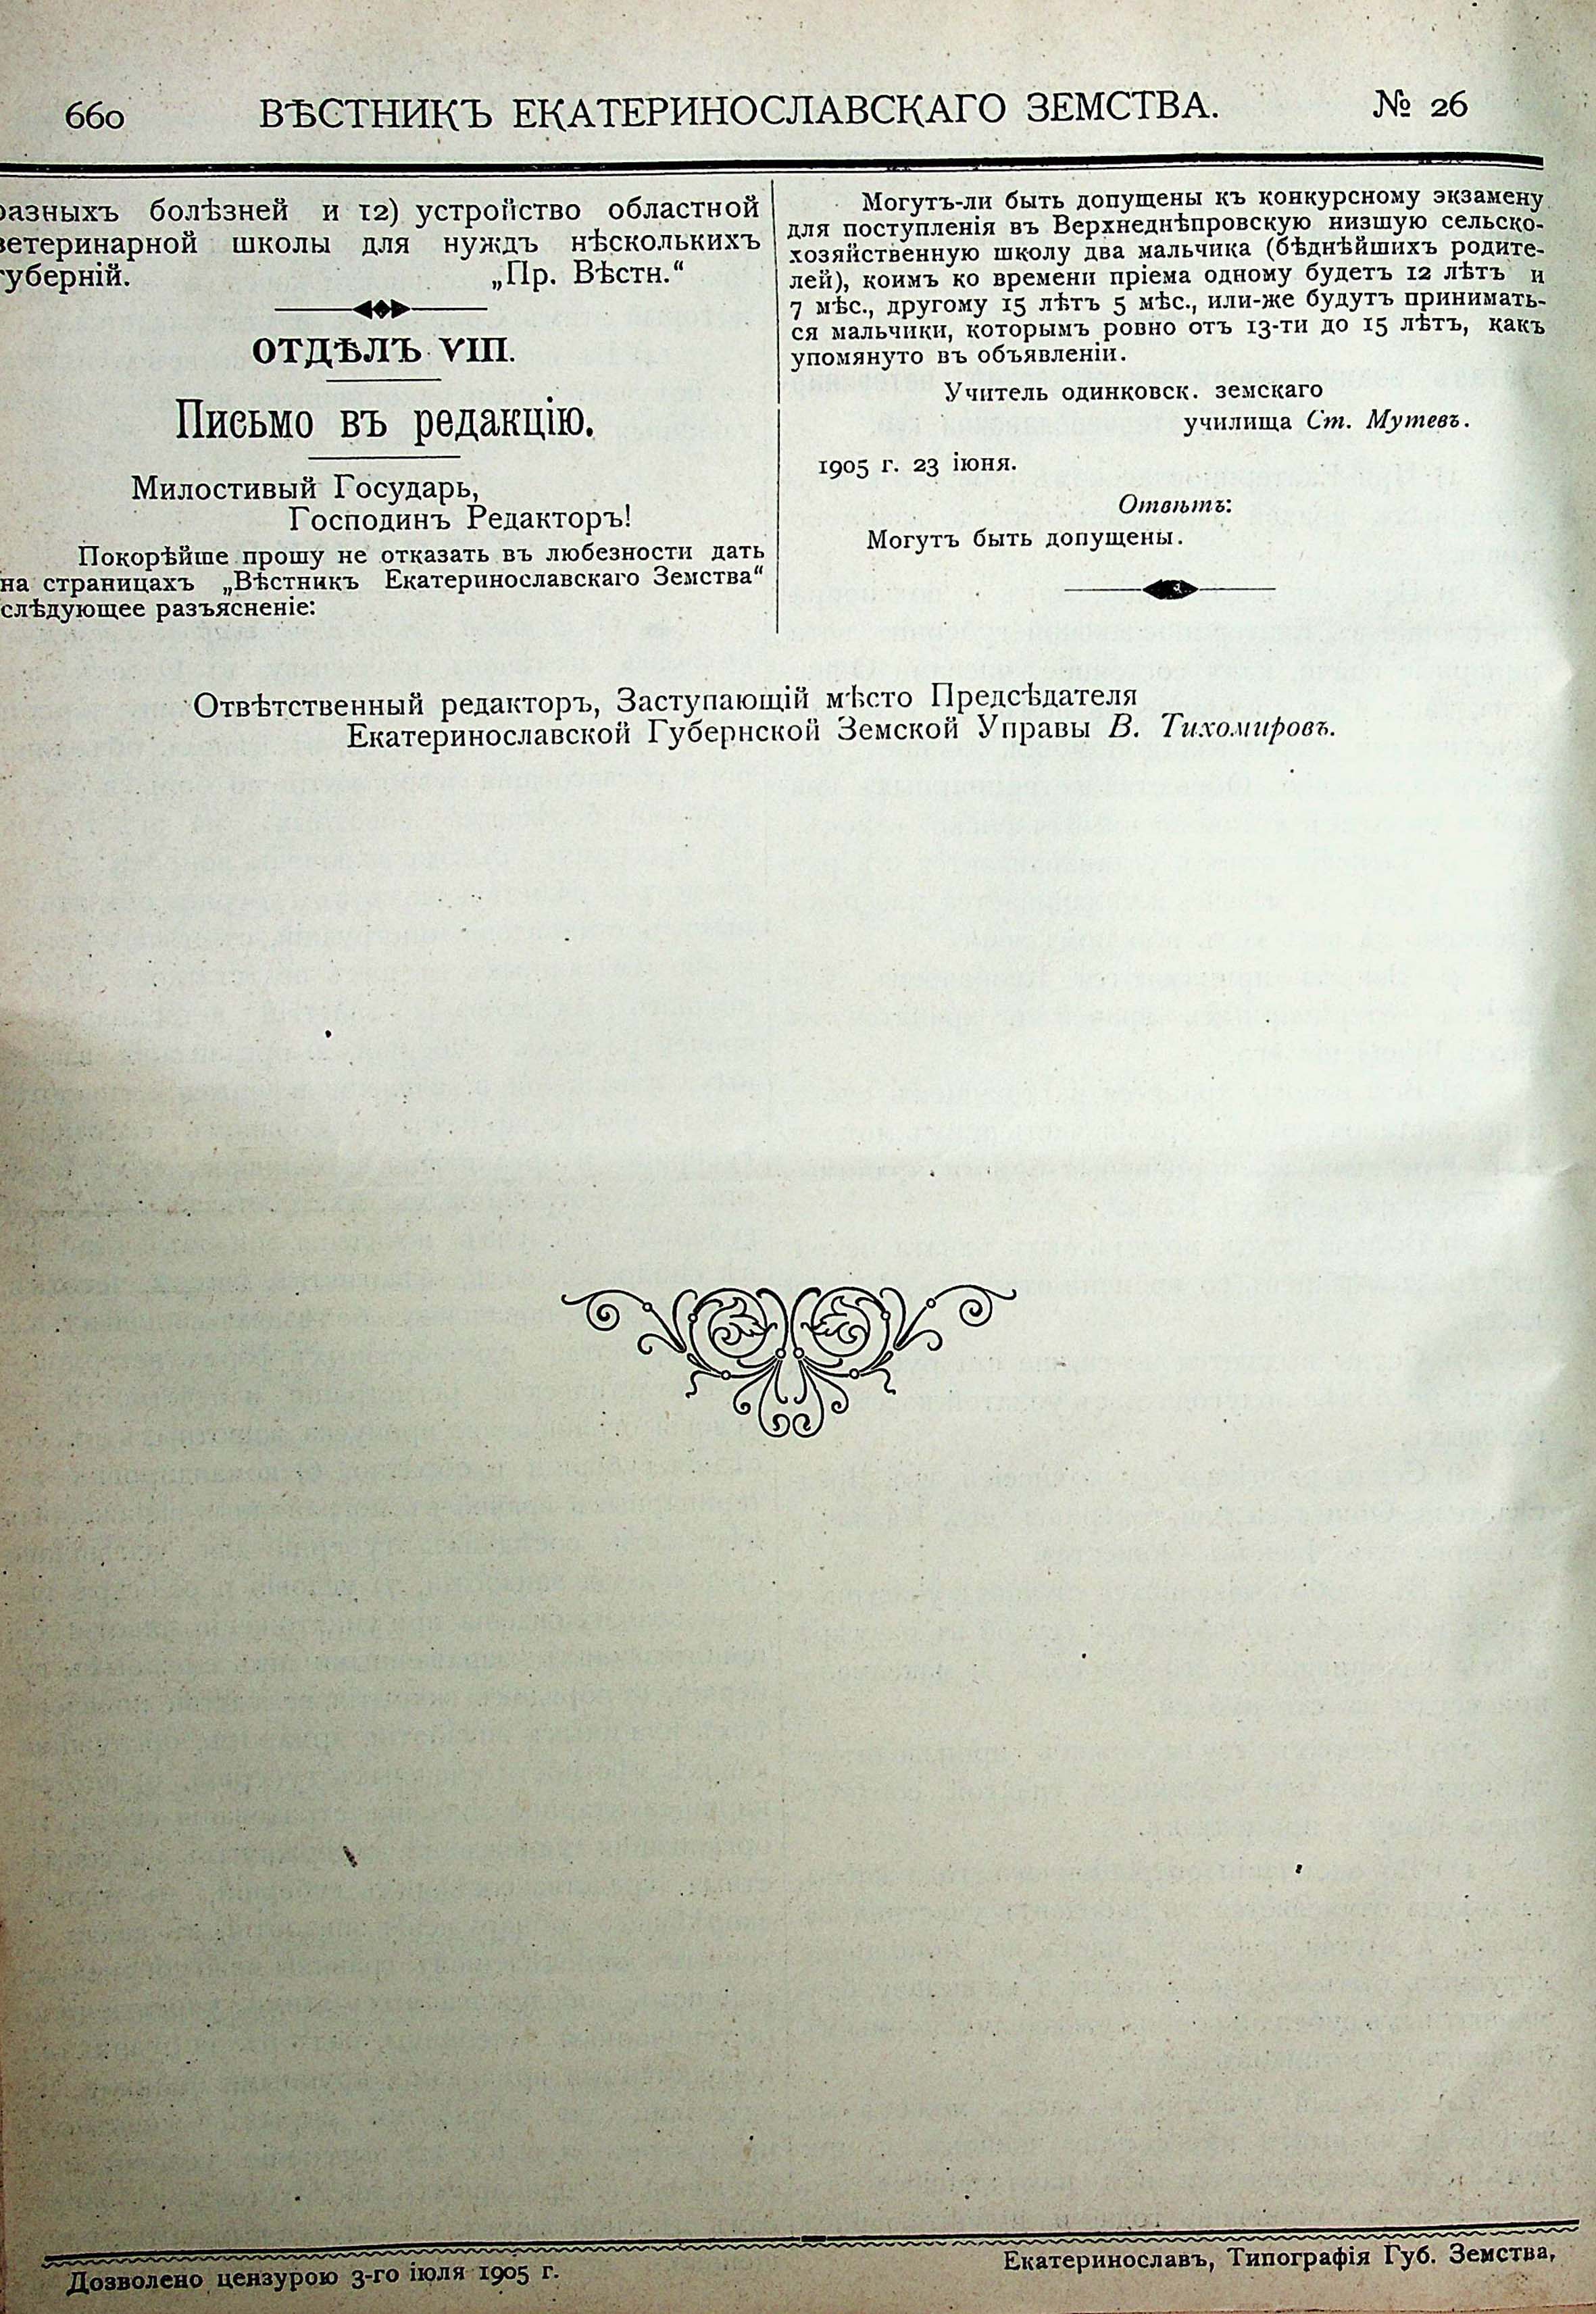 660 ВѢСТНИКЪ ЕКАТЕРИНОСЛАВСКАГО ЗЕМСТВА. № 26
разныхъ болѣзней и 12) устройство областной
ветеринарной школы для нуждъ нѣсколькихъ
губерній. „Пр. Вѣстн.“
ОТДѢЛЪ VIII.
Письмо въ редакцію.
Милостивый Государь,
Господинъ Редакторъ!
Покорѣйше прошу не отказать въ любезности дать
на страницахъ „Вѣстникъ Екатеринославскаго Земства“
слѣдующее разъясненіе:
Могутъ-ли быть допущены къ конкурсному экзамену
для поступленія въ Верхнеднѣпровскую низшую сельско-
хозяйственную школу два мальчика (бѣднѣйшихъ родите-
лей), коимъ ко времени пріема одному будетъ 12 лѣтъ и
7 мѣс., другому 15 лѣтъ 5 мѣс., или-же будутъ принимать-
ся мальчики, которымъ ровно отъ 13-ти до 15 лѣтъ, какъ
упомянуто въ объявленіи.
Учитель одинковск. земскаго
училища Ст. Мутевъ.
1905 г. 23 іюня.
Отвѣтъ:
Могутъ быть допущены.
Отвѣтственный редакторъ, Заступающій мѣсто Предсѣдателя
Екатеринославской Губернской Земской Управы В. Тихомировъ.
Дозволено цензурою 3-го іюля 1905 г.
Екатеринославъ, Типографія Губ. Земства,